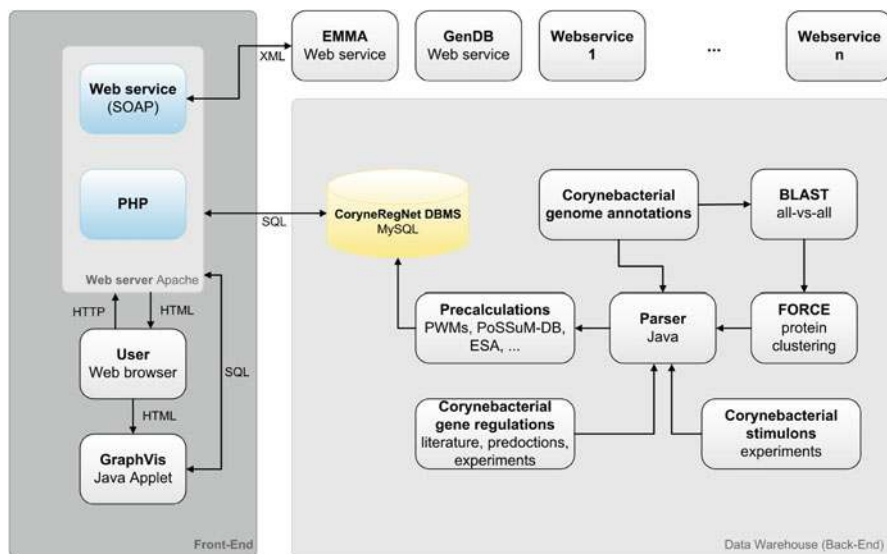 EMMA
Web service
GenDB
Web service
Webservice
1
...
Webservice
n
XML
Web service
(SOAP)
PHP
Web server Apache
SQL
CoryneRegNet DBMS
MySQL
Corynebacterial
genome annotations
BLAST
all-vs-all
HTTP
HTML
User
Web browser
SQL
HTML
GraphVis
Java Applet
Precalculations
PWMs, PoSSuM-DB,
ESA, ...
Parser
Java
FORCE
protein
clustering
Corynebacterial
gene regulations
literature, predoctions,
experiments
Corynebacterial
stimulons
experiments
Front-End
Data Warehouse (Back-End)